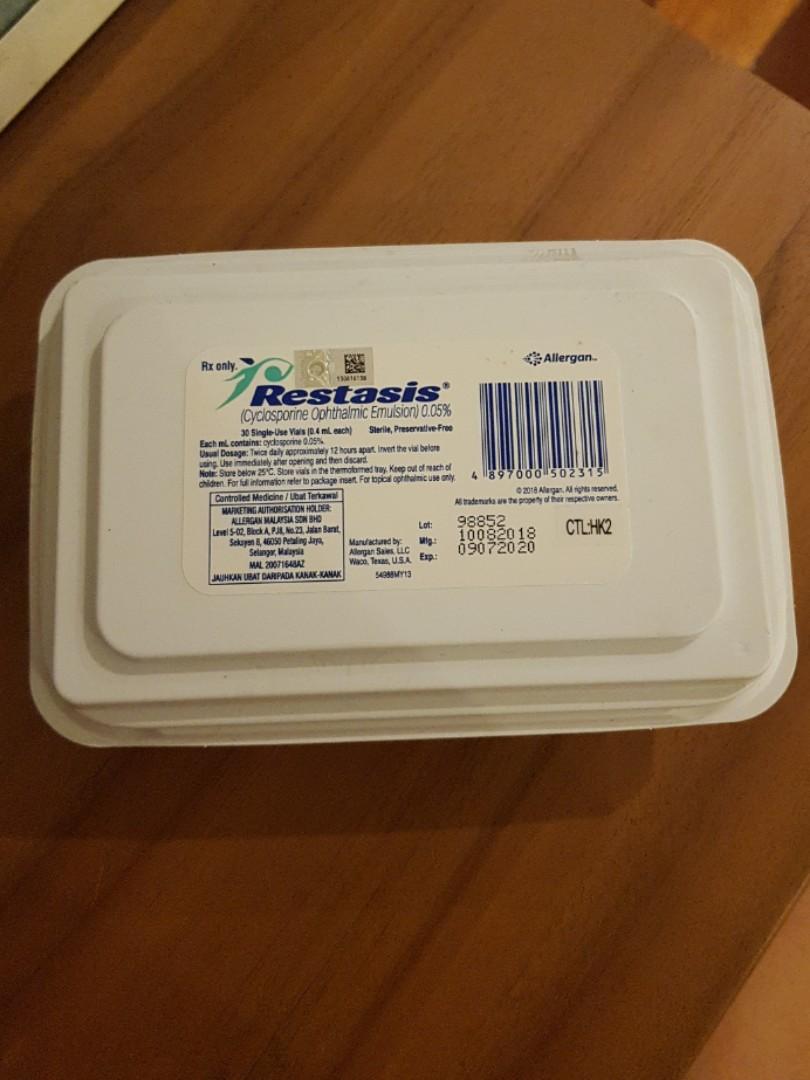 Rx only.
130616138
Allergan™
Restasis®
(Cyclosporine Ophthalmic Emulsion) 0.05%
30 Single-Use Vials (0.4 mL each) Sterile, Preservative-Free
Each mL contains: cyclosporine 0.05%.
Usual Dosage: Twice daily approximately 12 hours apart. Invert the vial before
using. Use immediately after opening and then discard.
Note: Store below 25°C. Store vials in the thermoformed tray. Keep out of reach of
children. For full information refer to package insert. For topical ophthalmic use only.
4 897000 502315
© 2016 Allergan. All rights reserved.
All trademarks are the property of their respective owners.
Controlled Medicine / Ubat Terkawal
MARKETING AUTHORISATION HOLDER:
ALLERGAN MALAYSIA SDN BHD
Level 5-02, Block A, PJ8, No.23, Jalan Barat,
Seksyen 8, 46050 Petaling Jaya,
Selangor, Malaysia
MAL 20071648AZ
JAUHKAN UBAT DARIPADA KANAK-KANAK
Manufactured by:
Allergan Sales, LLC
Waco, Texas, U.S.A.
54988MY13
Lot: 98852
Mfg.: 10082018
Exp.: 09072020
CTL:HK2